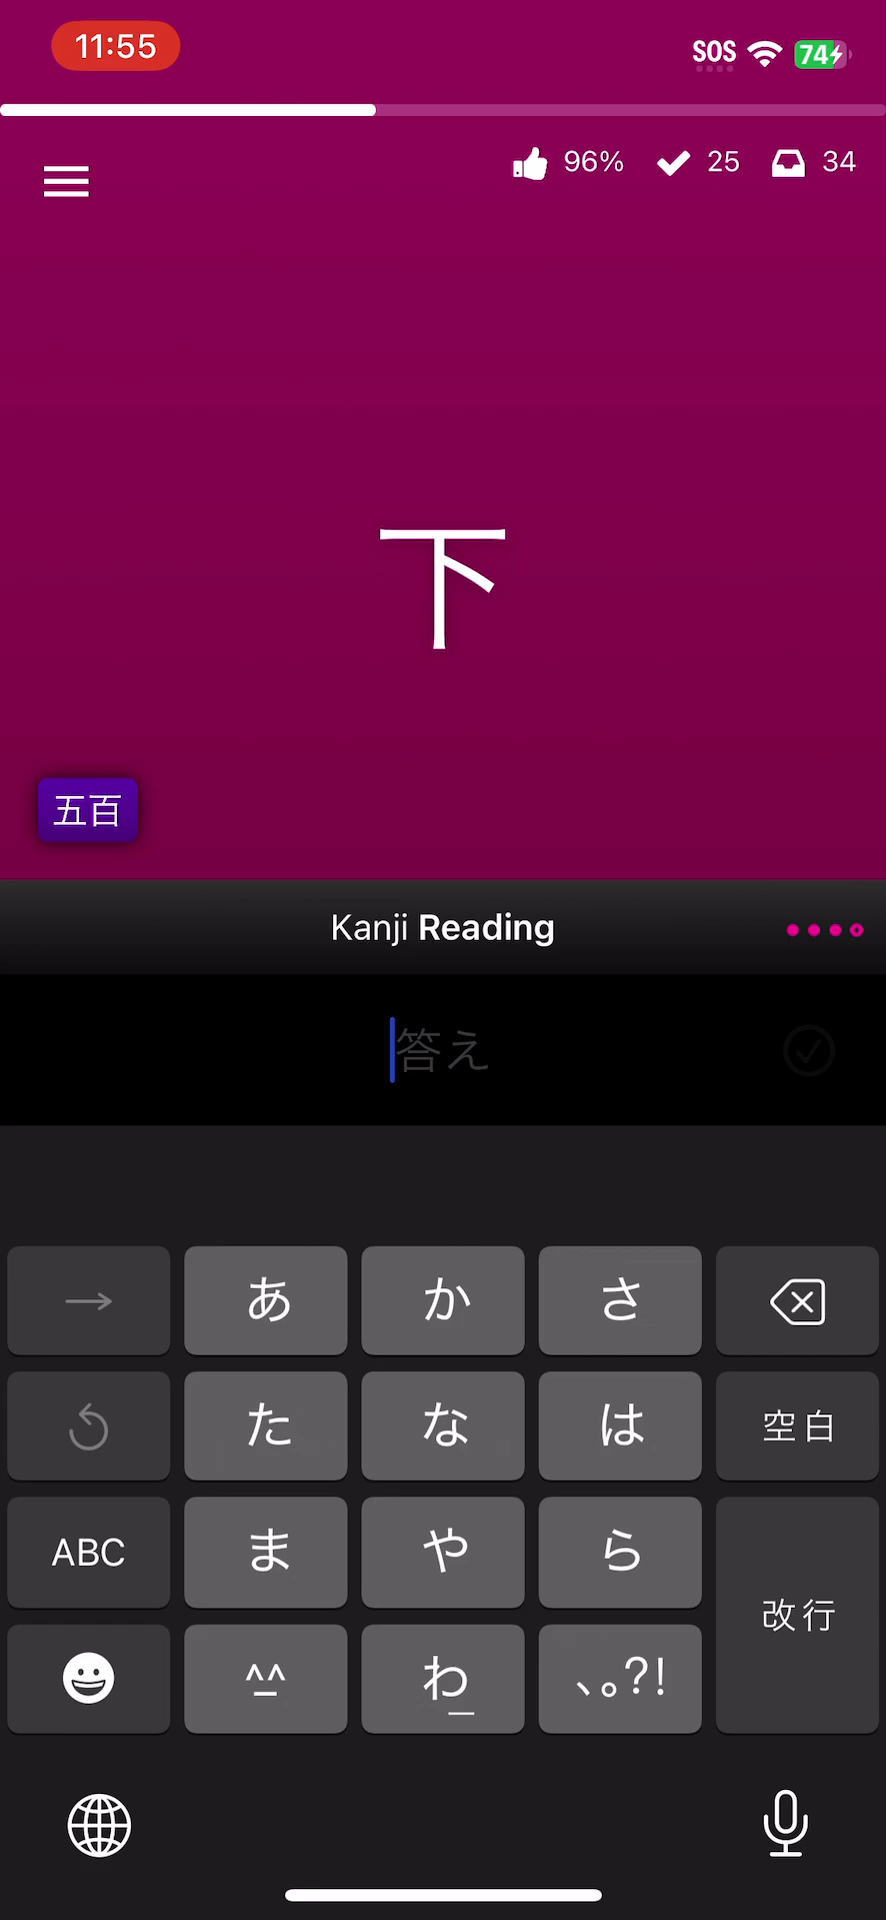 11:55
SOS 74
96% 25 34
下
五百
Kanji Reading
答え
→ あ か さ
た な は 空白
ABC ま や ら
改行
^_^ わ_ 、。?!